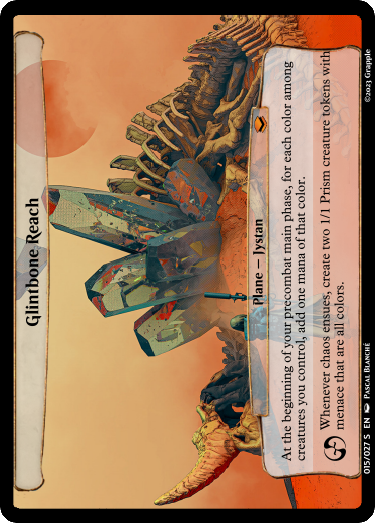 Glintbone Reach
Plane — Jystan
At the beginning of your precombat main phase, for each color among
creatures you control, add one mana of that color.
Whenever chaos ensues, create two 1/1 Prism creature tokens with
menace that are all colors.
015/027 S EN Pascal Blanché
©2023 Grapple